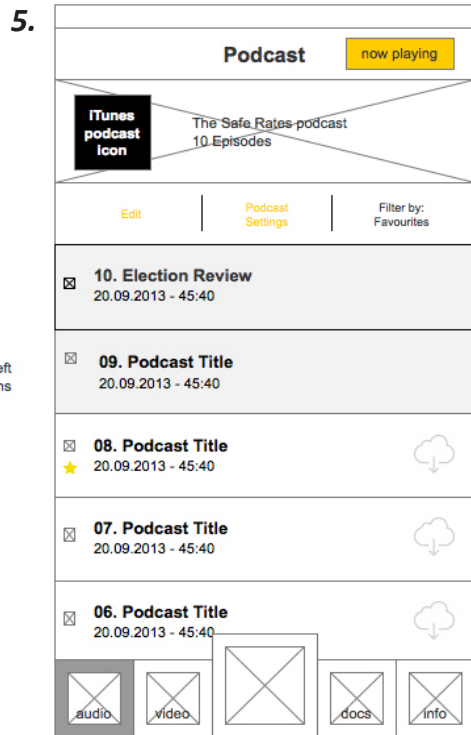 5.
Podcast
now playing
iTunes
podcast
icon
The Safe Rates podcast
10 Episodes
Edit
Podcast
Settings
Filter by:
Favourites
10. Election Review
20.09.2013 - 45:40
09. Podcast Title
20.09.2013 - 45:40
08. Podcast Title
20.09.2013 - 45:40
07. Podcast Title
20.09.2013 - 45:40
06. Podcast Title
20.09.2013 - 45:40
audio
video
docs
info